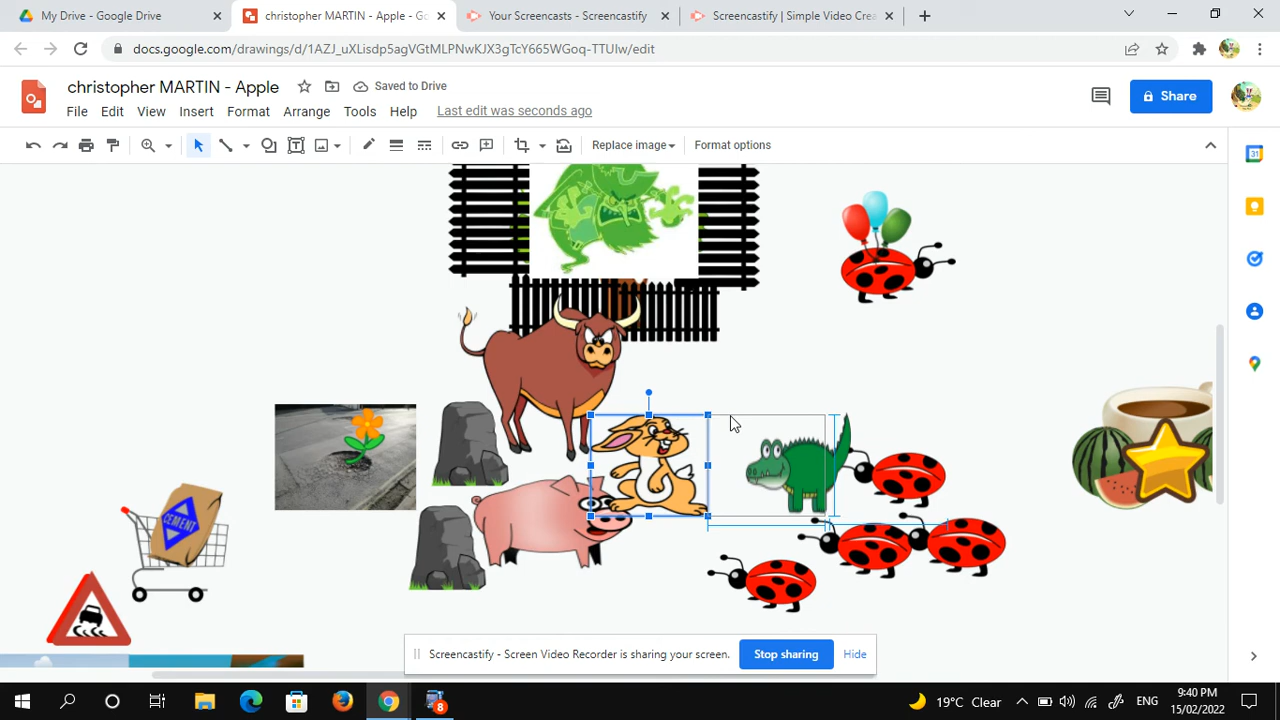 My Drive - Google Drive
christopher MARTIN - Apple - Go
Your Screencasts - Screencastify
Screencastify | Simple Video Crea
docs.google.com/drawings/d/1AZJ_uXLisdp5agVGtMLPNwKJX3gTcY665WGoq-TTUIw/edit
christopher MARTIN - Apple
Saved to Drive
File Edit View Insert Format Arrange Tools Help Last edit was seconds ago
Share
Replace image
Format options
31
CEMENT
Screencastify - Screen Video Recorder is sharing your screen.
Stop sharing
Hide
8
19°C Clear
ENG
9:40 PM
15/02/2022